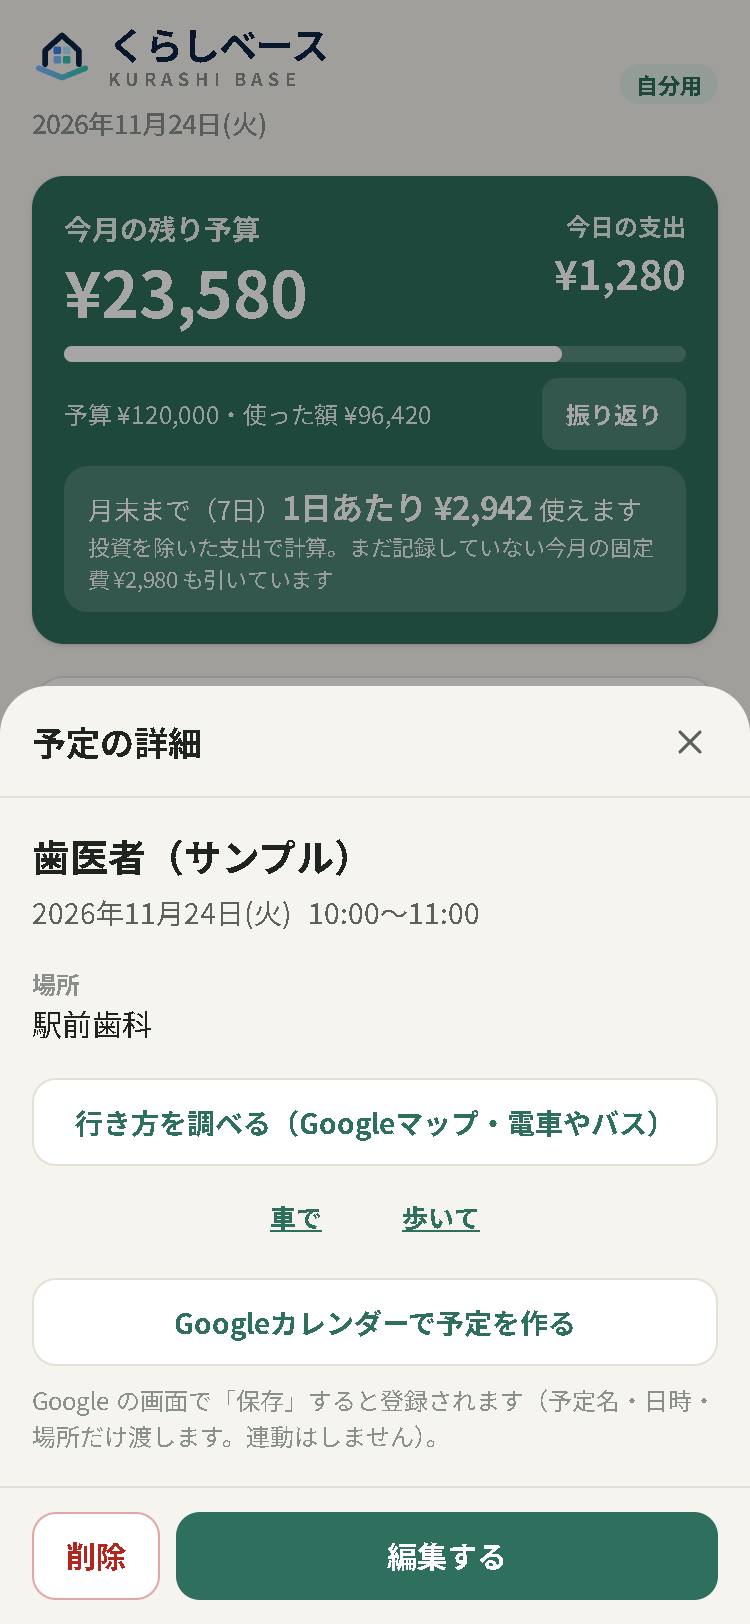 くらしベース
KURASHI BASE
自分用
2026年11月24日(火)
今月の残り予算
今日の支出
¥23,580
¥1,280
予算 ¥120,000・使った額 ¥96,420
振り返り
月末まで（7日）1日あたり ¥2,942 使えます
投資を除いた支出で計算。まだ記録していない今月の固定
費 ¥2,980 も引いています
予定の詳細
歯医者（サンプル）
2026年11月24日(火) 10:00〜11:00
場所
駅前歯科
行き方を調べる（Googleマップ・電車やバス）
車で
歩いて
Googleカレンダーで予定を作る
Google の画面で「保存」すると登録されます（予定名・日時・
場所だけ渡します。連動はしません）。
削除
編集する